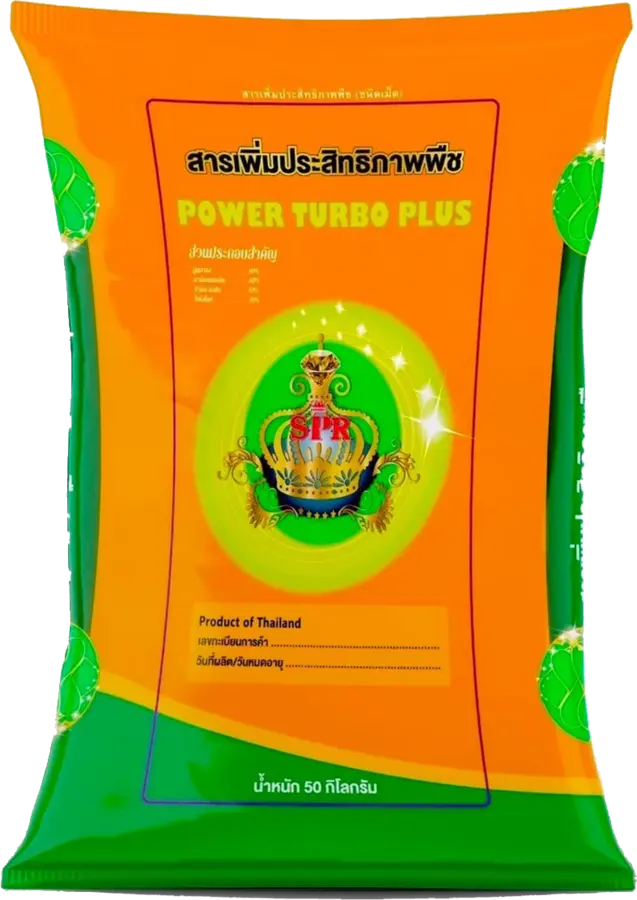 สารเพิ่มประสิทธิภาพพืช (ชนิดเม็ด)
สารเพิ่มประสิทธิภาพพืช
POWER TURBO PLUS
ส่วนประกอบสำคัญ
SPR
Product of Thailand
เลขทะเบียนการค้า
วันที่ผลิต/วันหมดอายุ
น้ำหนัก 50 กิโลกรัม